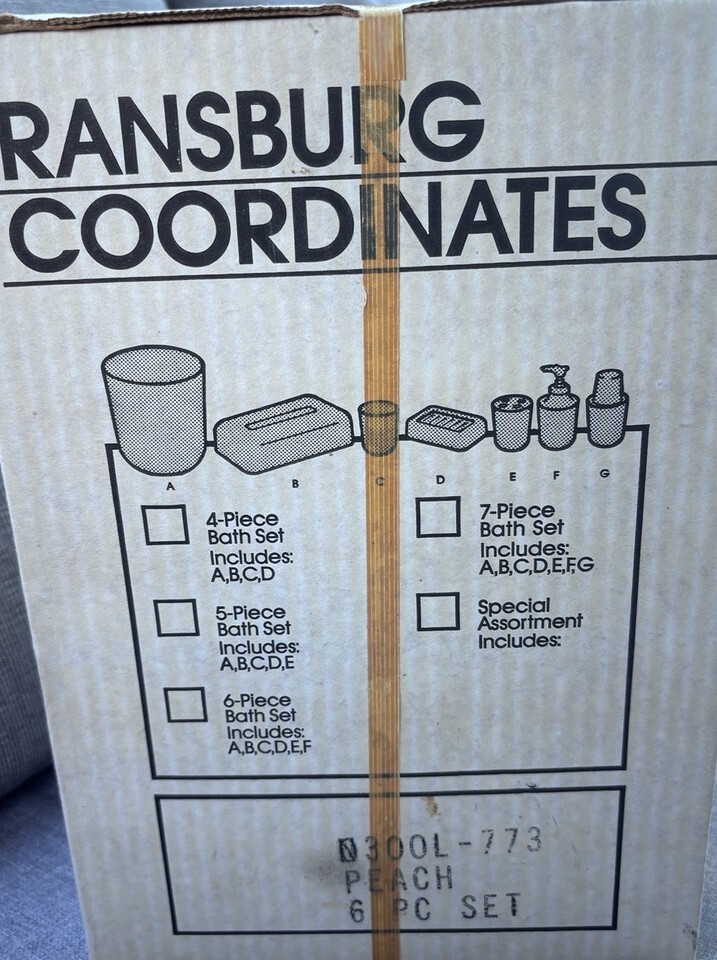 RANSBURG
COORDINATES
A B C D E F G
4-Piece
Bath Set
Includes:
A,B,C,D
5-Piece
Bath Set
Includes:
A,B,C,D,E
6-Piece
Bath Set
Includes:
A,B,C,D,E,F
7-Piece
Bath Set
Includes:
A,B,C,D,E,F,G
Special
Assortment
Includes:
N300L-773
PEACH
6 PC SET